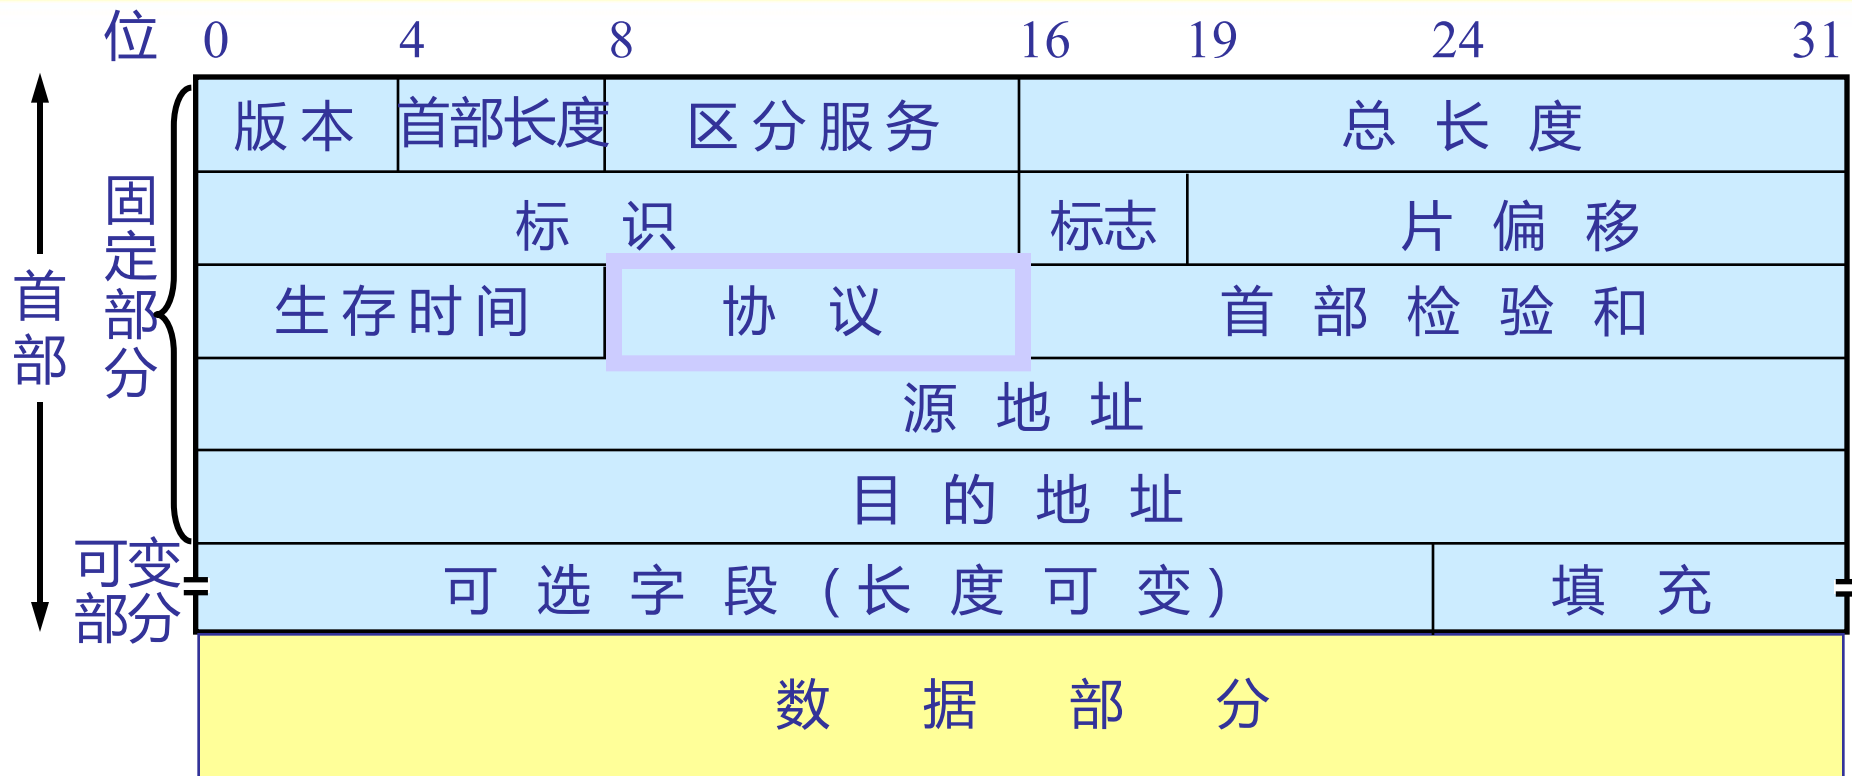 位 0 4 8 16 19 24 31
版本 首部长度 区分服务 总长度
标识 标志 片偏移
生存时间 协议 首部检验和
源地址
目的地址
可选字段(长度可变) 填充
数据部分
首部
固定部分
可变
部分